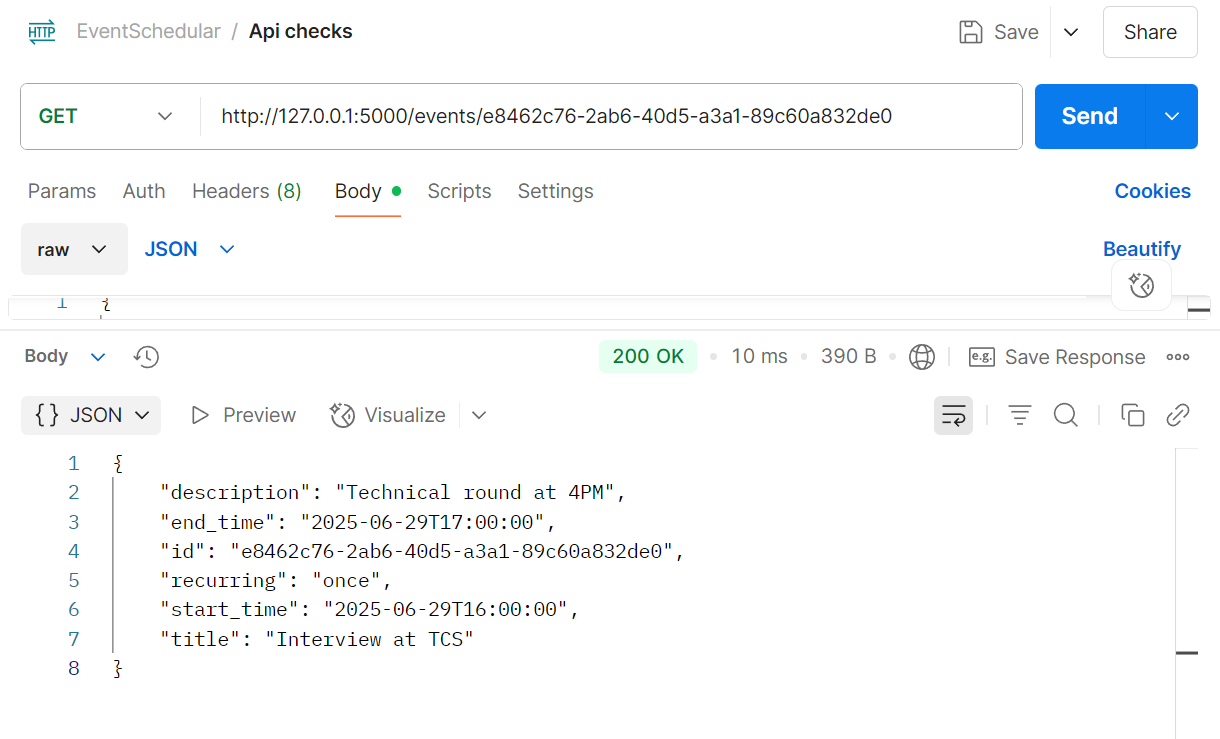 HTTP EventSchedular / Api checks Save Share
GET http://127.0.0.1:5000/events/e8462c76-2ab6-40d5-a3a1-89c60a832de0 Send
Params Auth Headers (8) Body Scripts Settings Cookies
raw JSON Beautify
1 {
Body 200 OK 10 ms 390 B e.g. Save Response
{} JSON Preview Visualize
1 {
2 "description": "Technical round at 4PM",
3 "end_time": "2025-06-29T17:00:00",
4 "id": "e8462c76-2ab6-40d5-a3a1-89c60a832de0",
5 "recurring": "once",
6 "start_time": "2025-06-29T16:00:00",
7 "title": "Interview at TCS"
8 }